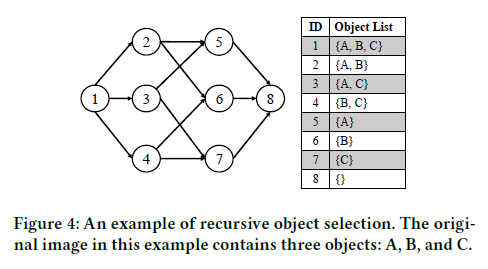 2
5
1
3
6
8
4
7
ID Object List
1 {A, B, C}
2 {A, B}
3 {A, C}
4 {B, C}
5 {A}
6 {B}
7 {C}
8 {}
Figure 4: An example of recursive object selection. The origi-
nal image in this example contains three objects: A, B, and C.